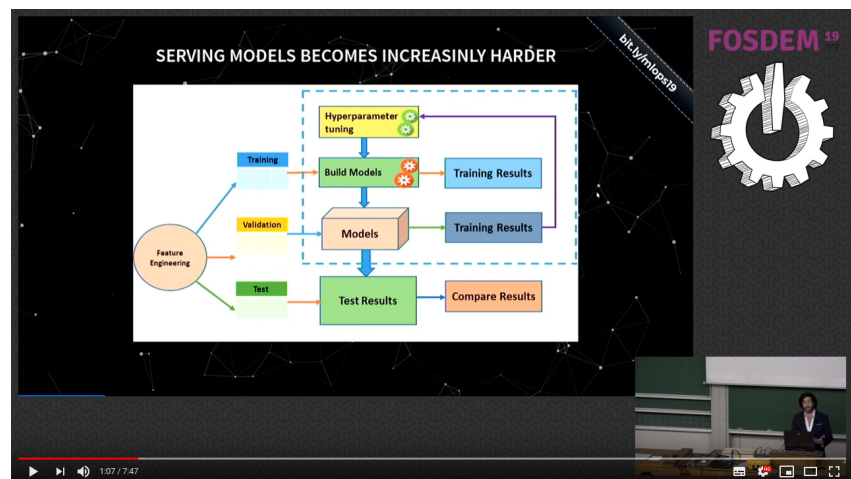 SERVING MODELS BECOMES INCREASINLY HARDER
bit.ly/mlops19
FOSDEM 19
Hyperparameter
tuning
Training
Build Models
Training Results
Validation
Models
Training Results
Feature
Engineering
Test
Test Results
Compare Results
1:07 / 7:47
HD